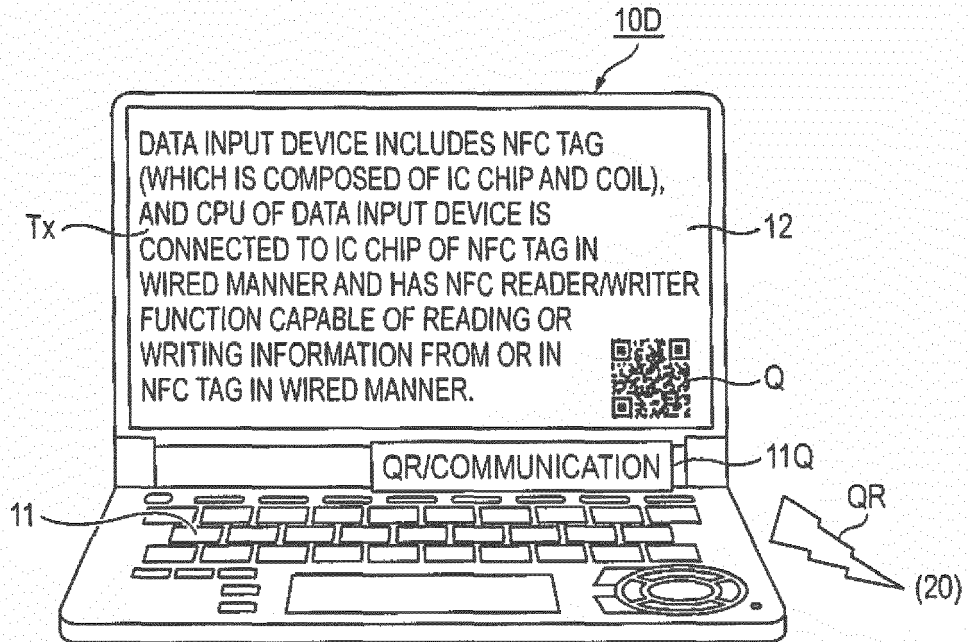 10D
DATA INPUT DEVICE INCLUDES NFC TAG
(WHICH IS COMPOSED OF IC CHIP AND COIL),
AND CPU OF DATA INPUT DEVICE IS
CONNECTED TO IC CHIP OF NFC TAG IN
WIRED MANNER AND HAS NFC READER/WRITER
FUNCTION CAPABLE OF READING OR
WRITING INFORMATION FROM OR IN
NFC TAG IN WIRED MANNER.
Tx
12
Q
QR/COMMUNICATION
11Q
11
QR
(20)